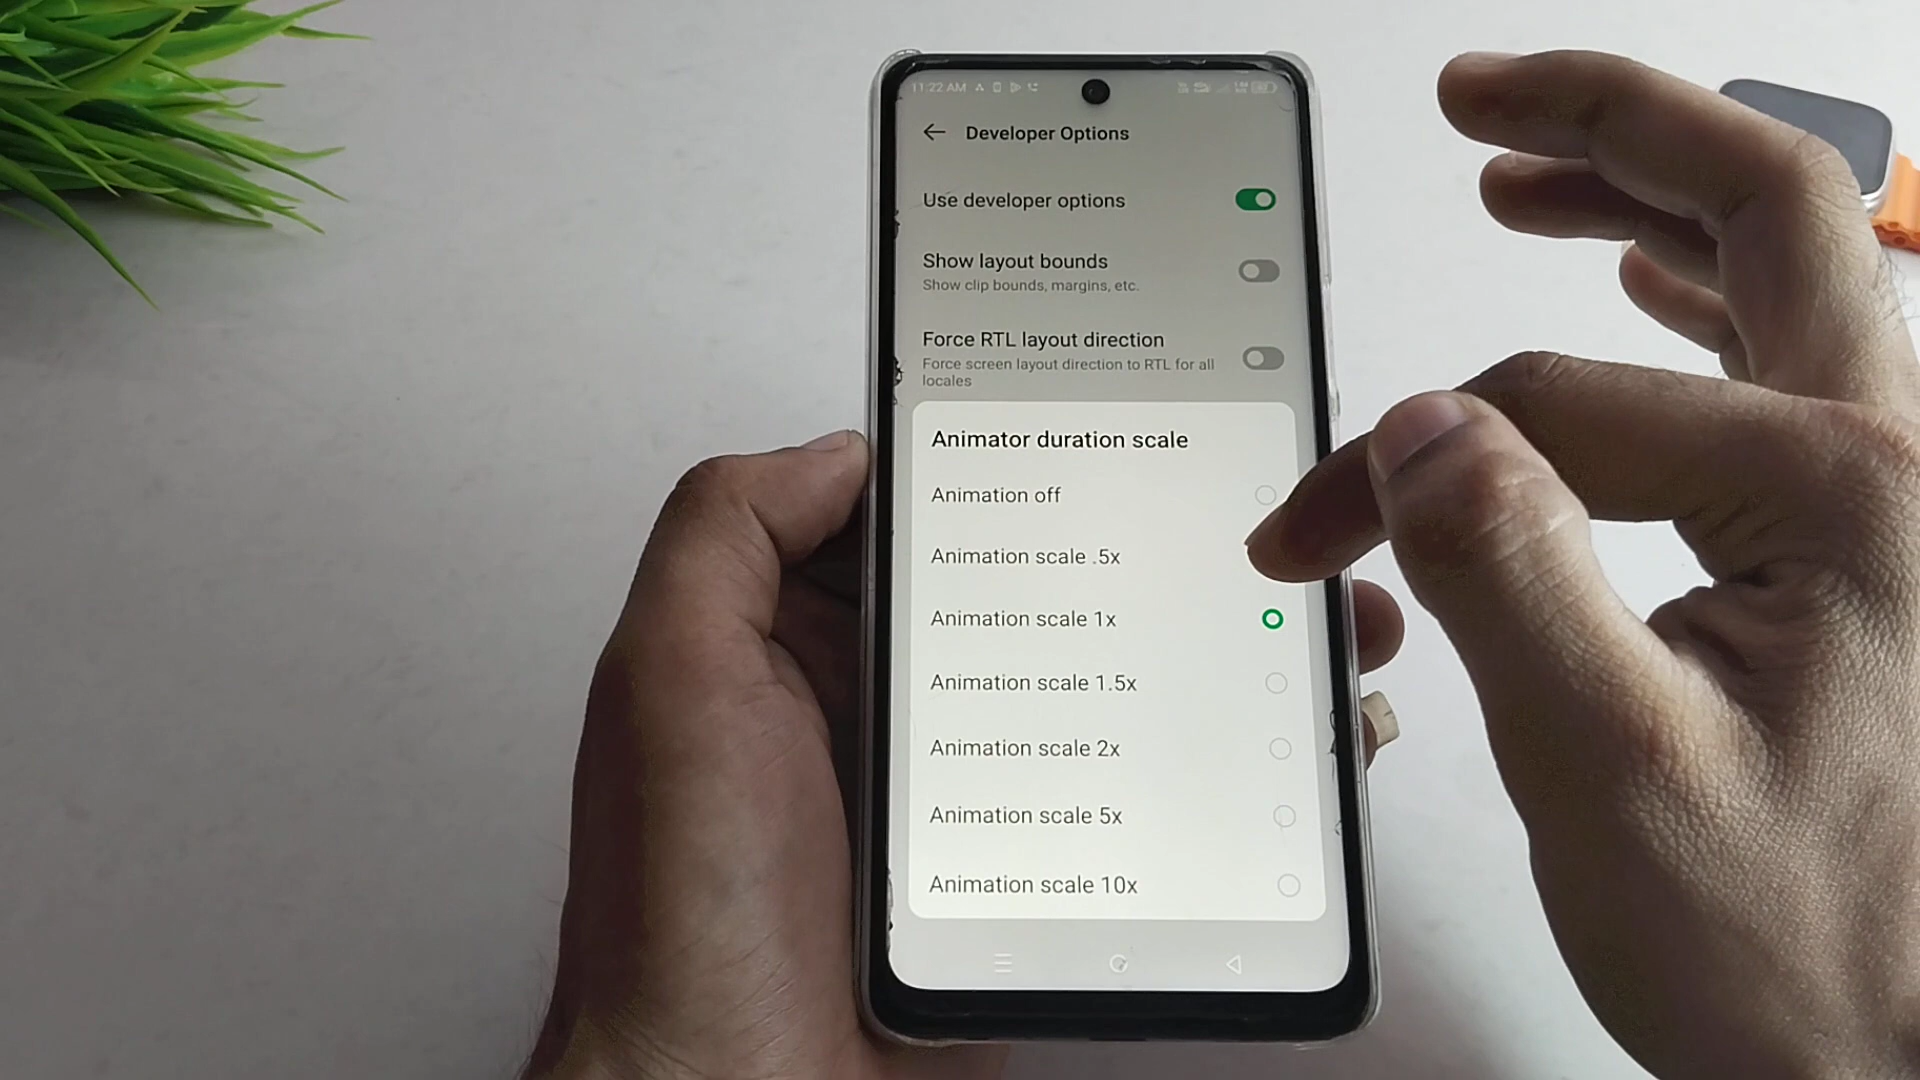 11:22 AM
Developer Options
Use developer options
Show layout bounds
Show clip bounds, margins, etc.
Force RTL layout direction
Force screen layout direction to RTL for all
locales
Animator duration scale
Animation off
Animation scale .5x
Animation scale 1x
Animation scale 1.5x
Animation scale 2x
Animation scale 5x
Animation scale 10x